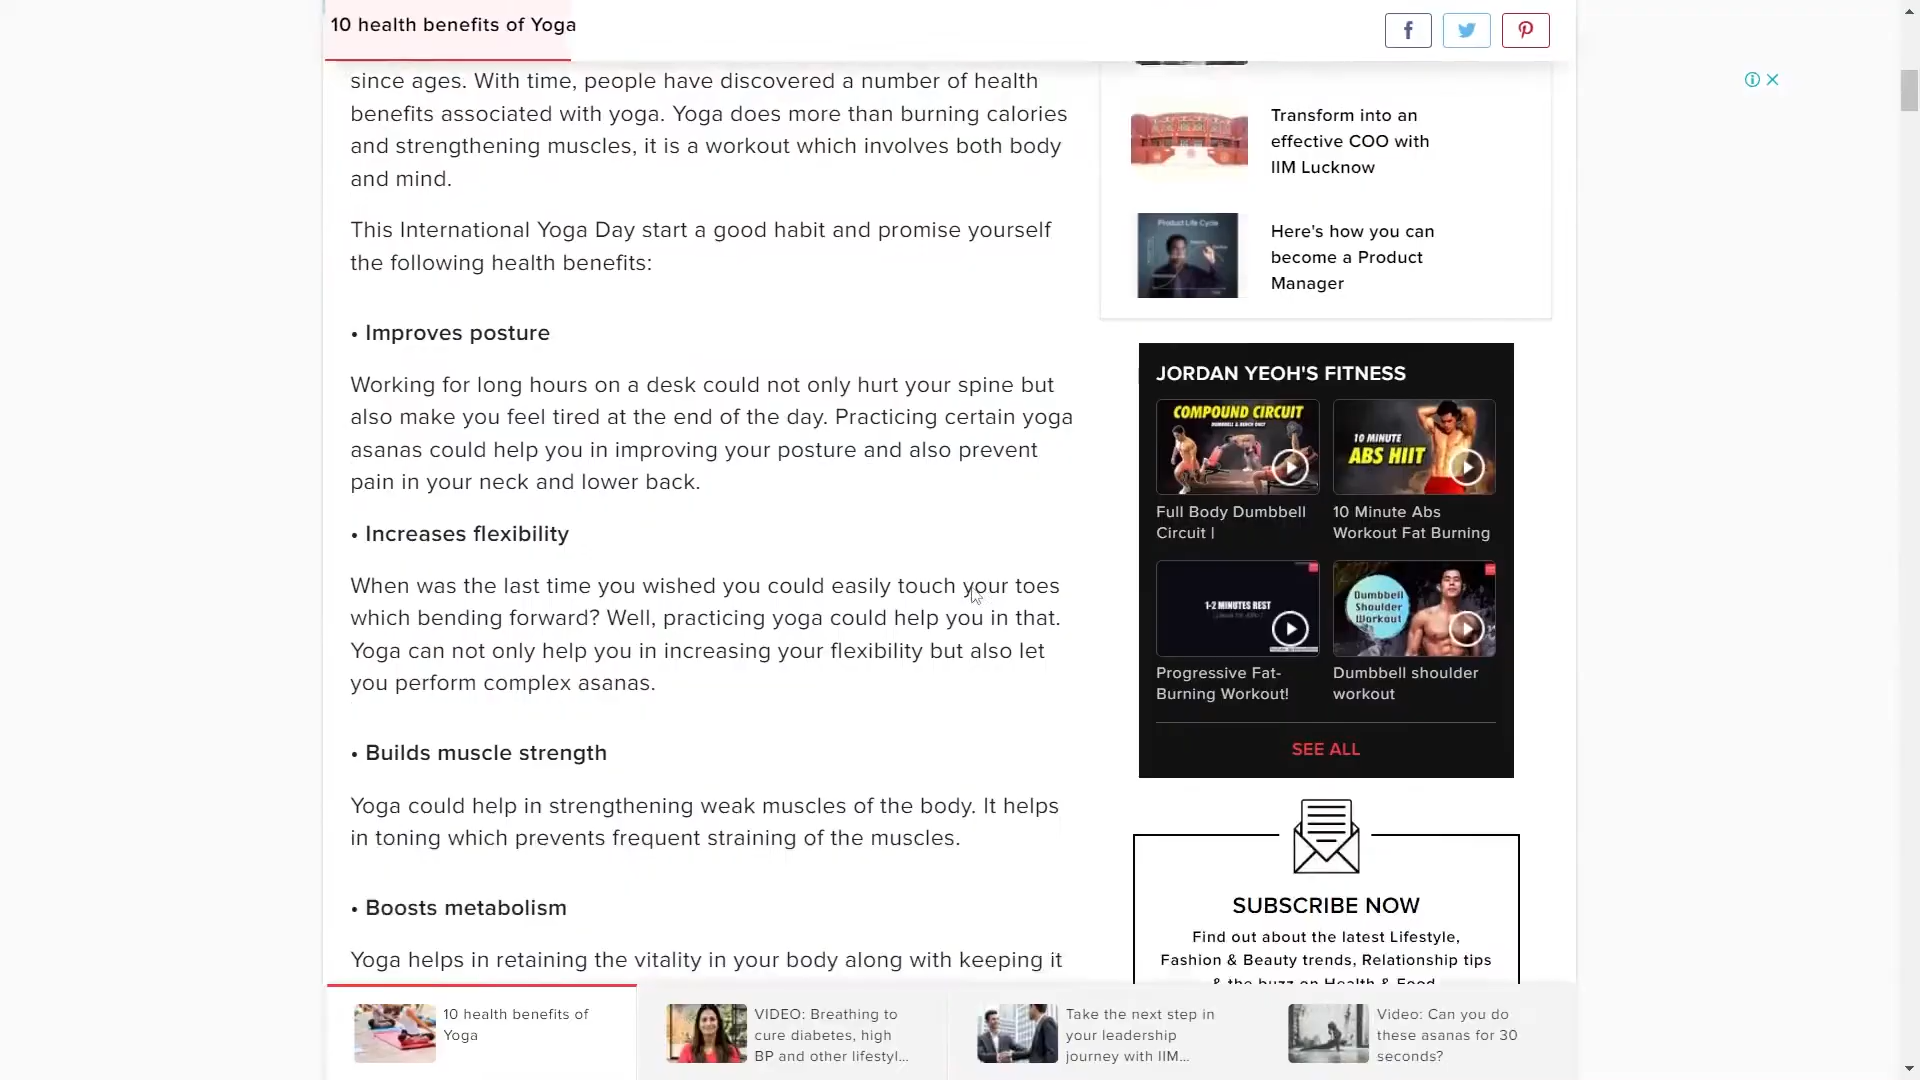 10 health benefits of Yoga
since ages. With time, people have discovered a number of health
benefits associated with yoga. Yoga does more than burning calories
and strengthening muscles, it is a workout which involves both body
and mind.
This International Yoga Day start a good habit and promise yourself
the following health benefits:
• Improves posture
Working for long hours on a desk could not only hurt your spine but
also make you feel tired at the end of the day. Practicing certain yoga
asanas could help you in improving your posture and also prevent
pain in your neck and lower back.
• Increases flexibility
When was the last time you wished you could easily touch your toes
which bending forward? Well, practicing yoga could help you in that.
Yoga can not only help you in increasing your flexibility but also let
you perform complex asanas.
• Builds muscle strength
Yoga could help in strengthening weak muscles of the body. It helps
in toning which prevents frequent straining of the muscles.
• Boosts metabolism
Yoga helps in retaining the vitality in your body along with keeping it
Transform into an
effective COO with
IIM Lucknow
Product Life Cycle
Here's how you can
become a Product
Manager
JORDAN YEOH'S FITNESS
COMPOUND CIRCUIT
DUMBBELL & BENCH ONLY
Full Body Dumbbell
Circuit |
10 MINUTE
ABS HIIT
10 Minute Abs
Workout Fat Burning
1-2 MINUTES REST
Progressive Fat-
Burning Workout!
Dumbbell
Shoulder
Workout
Dumbbell shoulder
workout
SEE ALL
SUBSCRIBE NOW
Find out about the latest Lifestyle,
Fashion & Beauty trends, Relationship tips
& the buzz on Health & Food.
10 health benefits of
Yoga
VIDEO: Breathing to
cure diabetes, high
BP and other lifestyl...
Take the next step in
your leadership
journey with IIM...
Video: Can you do
these asanas for 30
seconds?